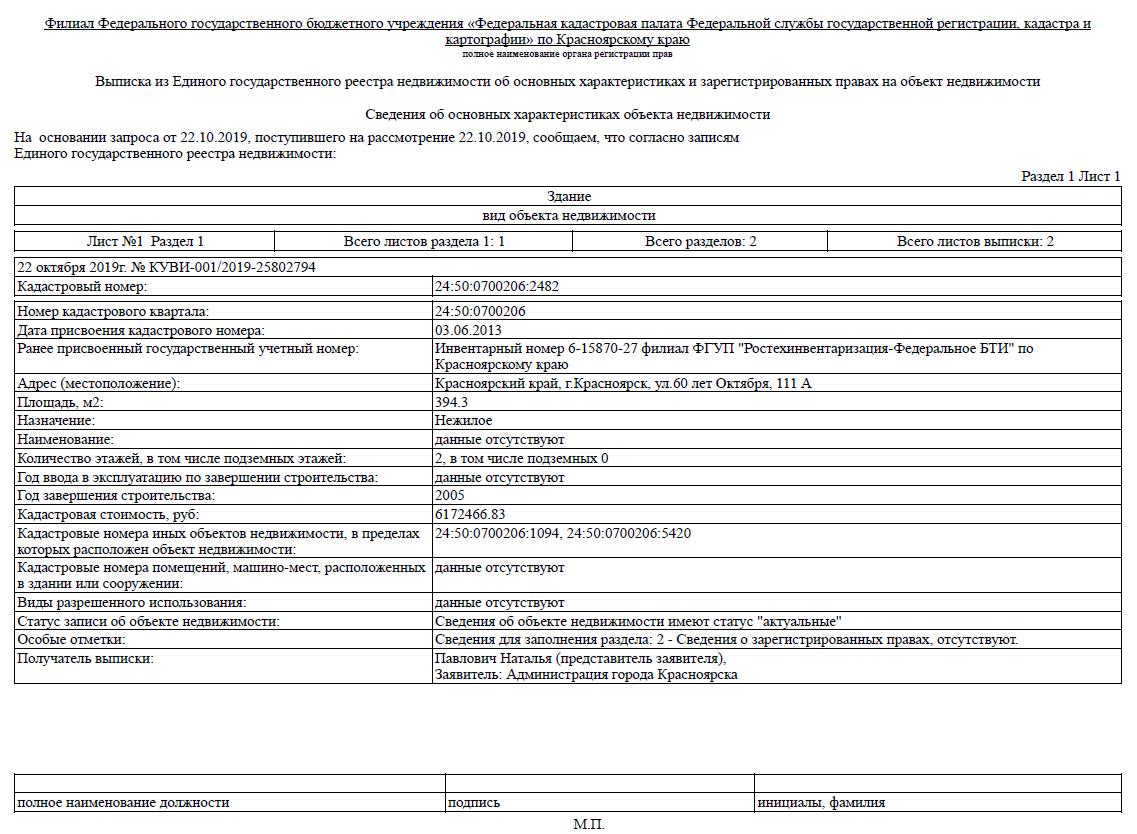 Филиал Федерального государственного бюджетного учреждения «Федеральная кадастровая палата Федеральной службы государственной регистрации, кадастра и
картографии» по Красноярскому краю
полное наименование органа регистрации прав
Выписка из Единого государственного реестра недвижимости об основных характеристиках и зарегистрированных правах на объект недвижимости
Сведения об основных характеристиках объекта недвижимости
На основании запроса от 22.10.2019, поступившего на рассмотрение 22.10.2019, сообщаем, что согласно записям
Единого государственного реестра недвижимости:
Раздел 1 Лист 1
Здание
вид объекта недвижимости
Лист №1 Раздел 1 Всего листов раздела 1: 1 Всего разделов: 2 Всего листов выписки: 2
22 октября 2019г. № КУВИ-001/2019-25802794
Кадастровый номер: 24:50:0700206:2482
Номер кадастрового квартала: 24:50:0700206
Дата присвоения кадастрового номера: 03.06.2013
Ранее присвоенный государственный учетный номер: Инвентарный номер 6-15870-27 филиал ФГУП "Ростехинвентаризация-Федеральное БТИ" по
Красноярскому краю
Адрес (местоположение): Красноярский край, г.Красноярск, ул.60 лет Октября, 111 А
Площадь, м2: 394.3
Назначение: Нежилое
Наименование: данные отсутствуют
Количество этажей, в том числе подземных этажей: 2, в том числе подземных 0
Год ввода в эксплуатацию по завершении строительства: данные отсутствуют
Год завершения строительства: 2005
Кадастровая стоимость, руб: 6172466.83
Кадастровые номера иных объектов недвижимости, в пределах 24:50:0700206:1094, 24:50:0700206:5420
которых расположен объект недвижимости:
Кадастровые номера помещений, машино-мест, расположенных данные отсутствуют
в здании или сооружении:
Виды разрешенного использования: данные отсутствуют
Статус записи об объекте недвижимости: Сведения об объекте недвижимости имеют статус "актуальные"
Особые отметки: Сведения для заполнения раздела: 2 - Сведения о зарегистрированных правах, отсутствуют.
Получатель выписки: Павлович Наталья (представитель заявителя),
Заявитель: Администрация города Красноярска
полное наименование должности подпись инициалы, фамилия
М.П.